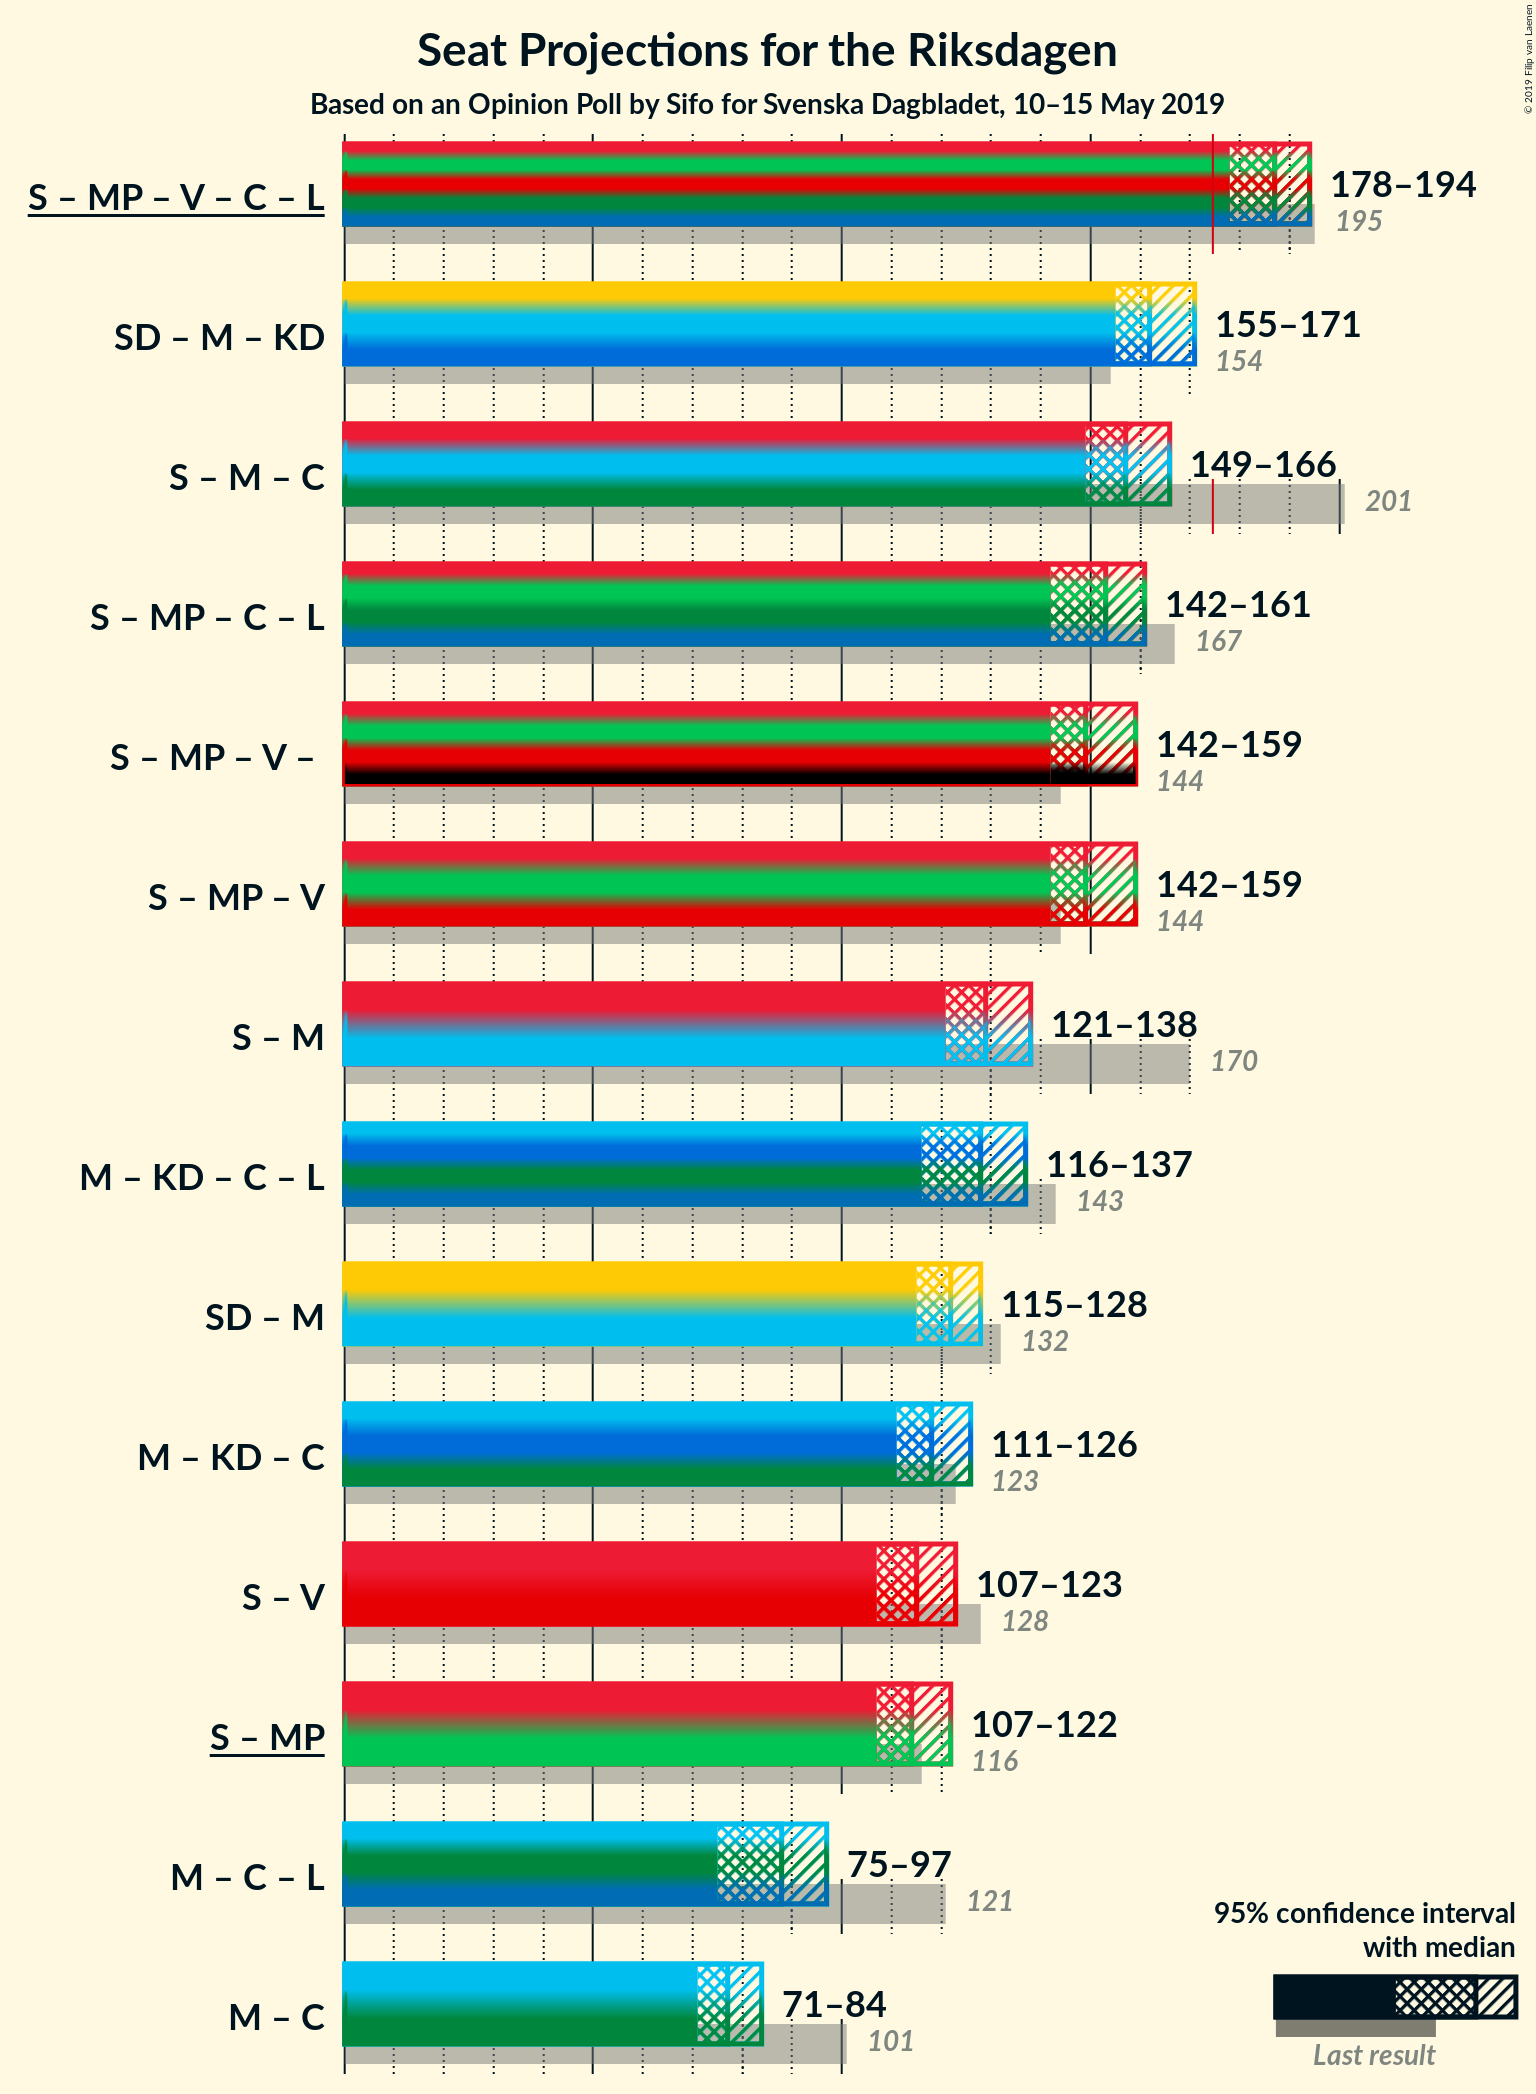 Seat Projections for the Riksdagen
Based on an Opinion Poll by Sifo for Svenska Dagbladet, 10–15 May 2019
© 2019 Filip van Laenen
S – MP – V – C – L
178–194
195
SD – M – KD
155–171
154
S – M – C
149–166
201
S – MP – C – L
142–161
167
S – MP – V –
142–159
144
S – MP – V
142–159
144
S – M
121–138
170
M – KD – C – L
116–137
143
SD – M
115–128
132
M – KD – C
111–126
123
S – V
107–123
128
S – MP
107–122
116
M – C – L
75–97
121
M – C
71–84
101
95% confidence interval
with median
Last result